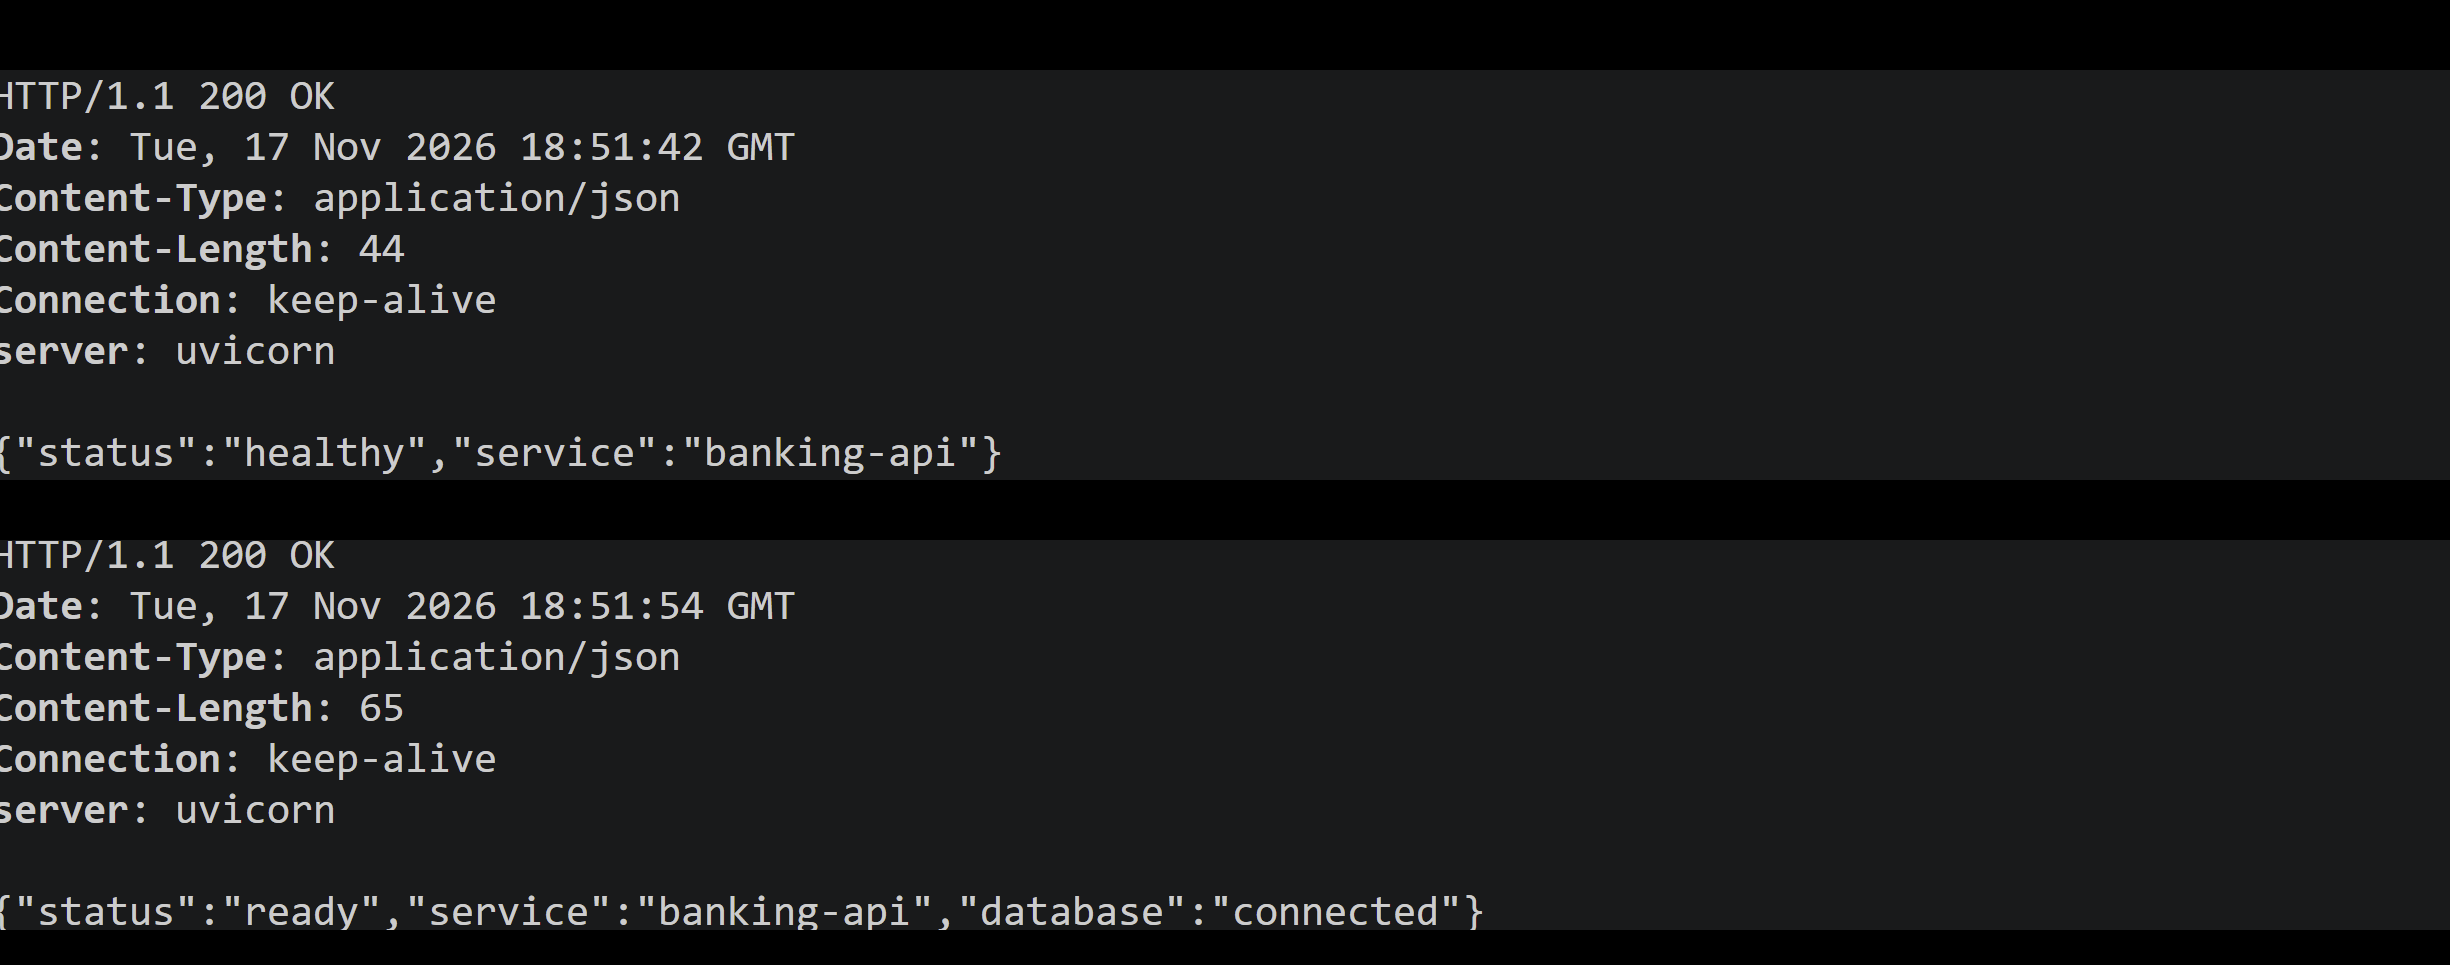 HTTP/1.1 200 OK
Date: Tue, 17 Nov 2026 18:51:42 GMT
Content-Type: application/json
Content-Length: 44
Connection: keep-alive
server: uvicorn
{"status":"healthy","service":"banking-api"}
HTTP/1.1 200 OK
Date: Tue, 17 Nov 2026 18:51:54 GMT
Content-Type: application/json
Content-Length: 65
Connection: keep-alive
server: uvicorn
{"status":"ready","service":"banking-api","database":"connected"}